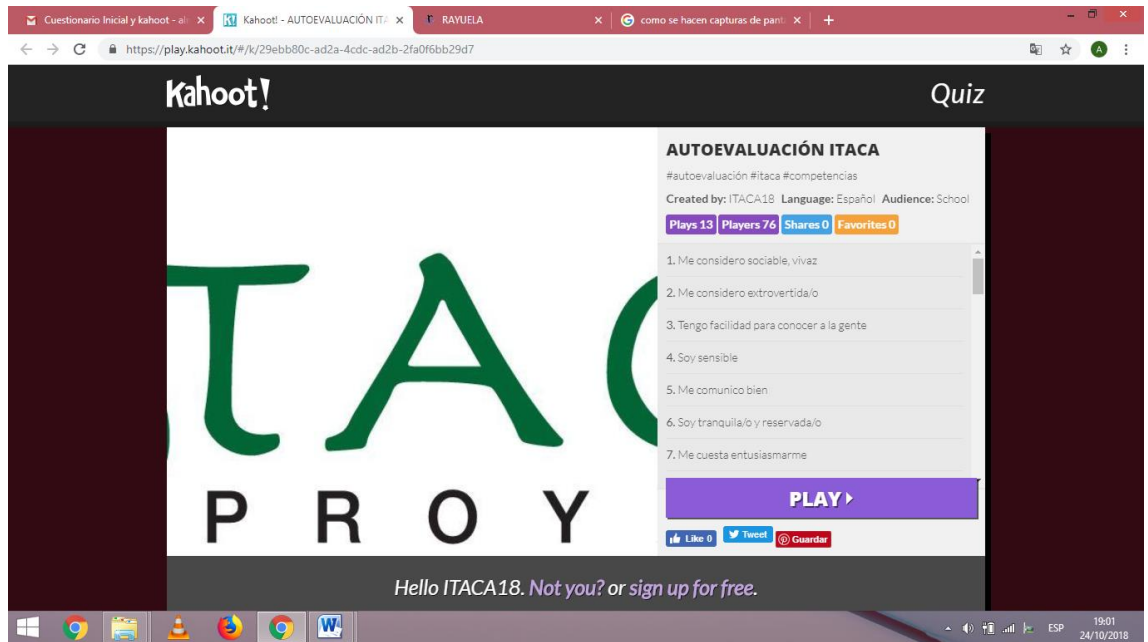 Cuestionario Inicial y kahoot - al
Kahoot! - AUTOEVALUACIÓN ITA
RAYUELA
como se hacen capturas de pant
https://play.kahoot.it/#/k/29ebb80c-ad2a-4cdc-ad2b-2fa0f6bb29d7
A
Kahoot!
Quiz
TAC
PROY
AUTOEVALUACIÓN ITACA
#autoevaluación #itaca #competencias
Created by: ITACA18 Language: Español Audience: School
Plays 13 Players 76 Shares 0 Favorites 0
1. Me considero sociable, vivaz
2. Me considero extrovertida/o
3. Tengo facilidad para conocer a la gente
4. Soy sensible
5. Me comunico bien
6. Soy tranquila/o y reservada/o
7. Me cuesta entusiasmarme
PLAY
Like 0 Tweet Guardar
Hello ITACA18. Not you? or sign up for free.
ESP
19:01
24/10/2018